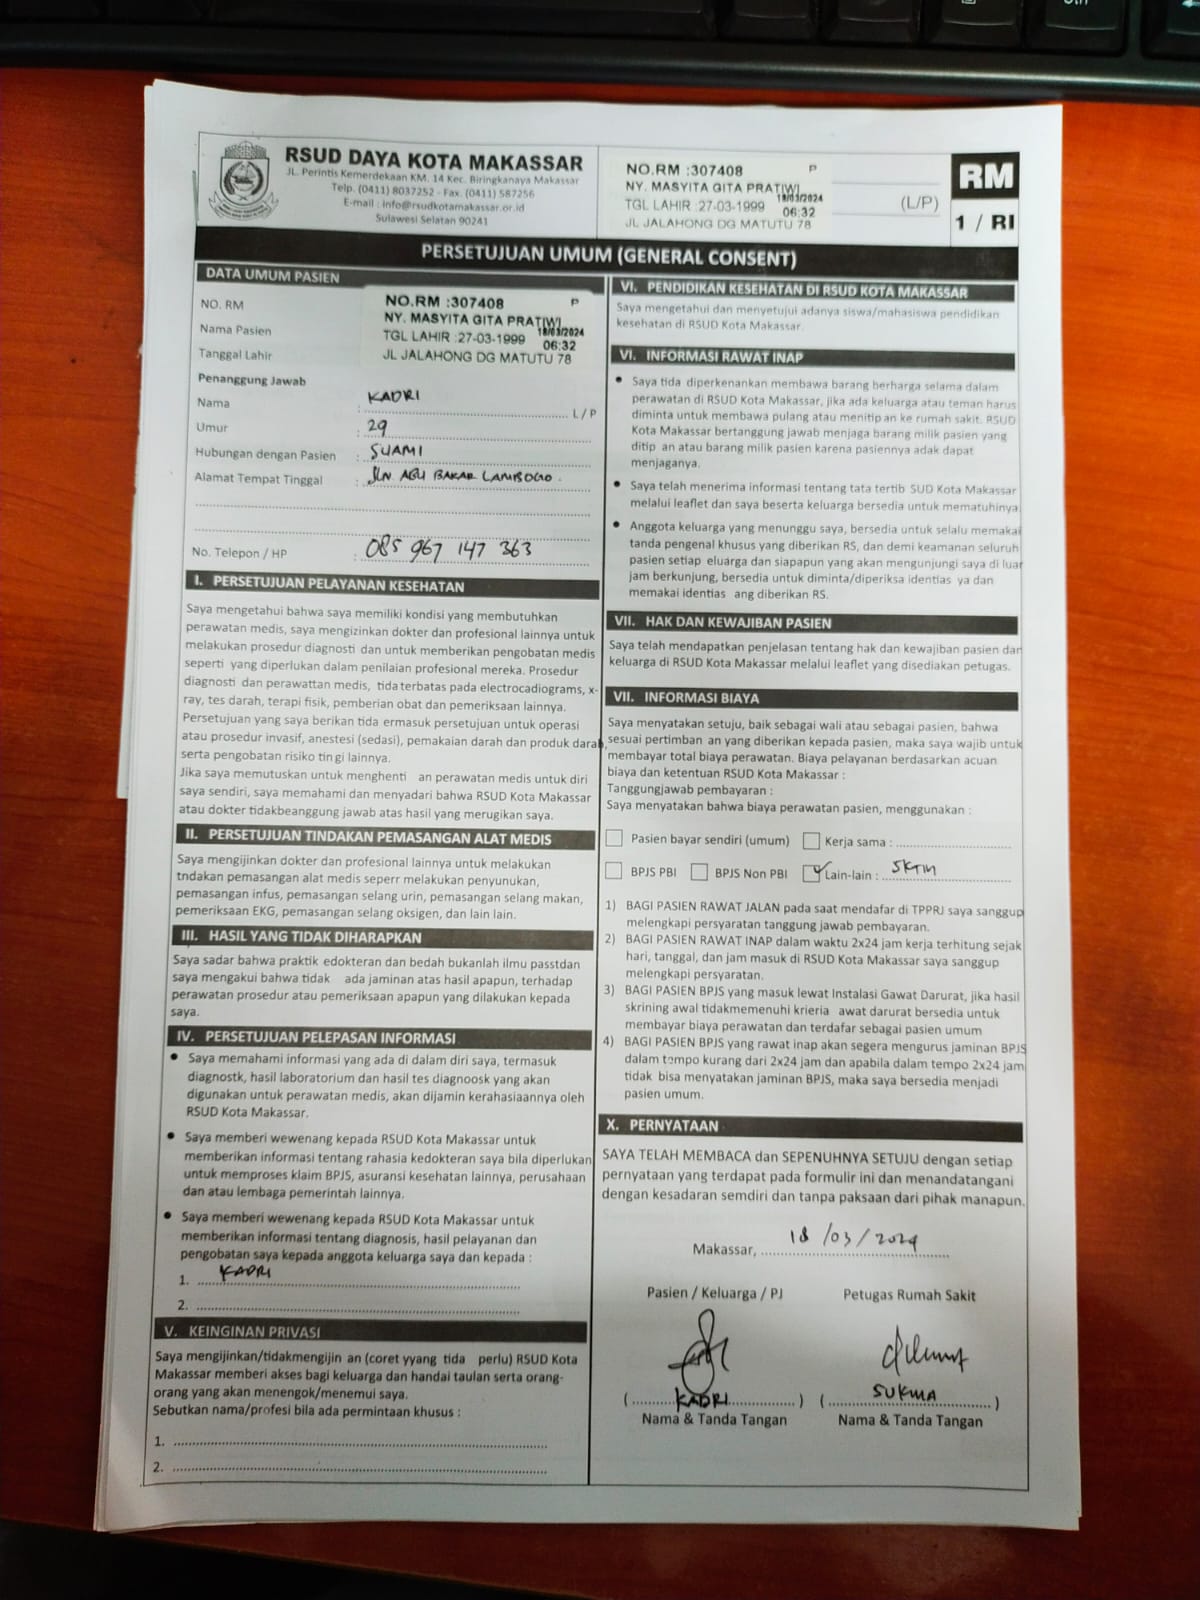 RSUD DAYA KOTA MAKASSAR
JL. Perintis Kemerdekaan KM. 14 Kec. Biringkanaya Makassar
Telp. (0411) 8037252 - Fax. (0411) 587256
E-mail : info@rsudkotamakassar.or.id
Sulawesi Selatan 90241
NO.RM :307408 P
NY. MASYITA GITA PRATIWI
18/03/2024
TGL LAHIR :27-03-1999 06:32
JL JALAHONG DG MATUTU 78
(L/P)
RM
1 / RI
PERSETUJUAN UMUM (GENERAL CONSENT)
DATA UMUM PASIEN
NO. RM
Nama Pasien
Tanggal Lahir
NO.RM :307408 P
NY. MASYITA GITA PRATIWI
18/03/2024
TGL LAHIR :27-03-1999 06:32
JL JALAHONG DG MATUTU 78
Penanggung Jawab
Nama : KADRI L / P
Umur : 29
Hubungan dengan Pasien : SUAMI
Alamat Tempat Tinggal : JLN ABU BAKAR LAMBOGO.
No. Telepon / HP : 085 967 147 363
I. PERSETUJUAN PELAYANAN KESEHATAN
Saya mengetahui bahwa saya memiliki kondisi yang membutuhkan
perawatan medis, saya mengizinkan dokter dan profesional lainnya untuk
melakukan prosedur diagnosti dan untuk memberikan pengobatan medis
seperti yang diperlukan dalam penilaian profesional mereka. Prosedur
diagnosti dan perawattan medis, tida terbatas pada electrocadiograms, x-
ray, tes darah, terapi fisik, pemberian obat dan pemeriksaan lainnya.
Persetujuan yang saya berikan tida ermasuk persetujuan untuk operasi
atau prosedur invasif, anestesi (sedasi), pemakaian darah dan produk darah,
serta pengobatan risiko tin gi lainnya.
Jika saya memutuskan untuk menghenti an perawatan medis untuk diri
saya sendiri, saya memahami dan menyadari bahwa RSUD Kota Makassar
atau dokter tidakbeanggung jawab atas hasil yang merugikan saya.
II. PERSETUJUAN TINDAKAN PEMASANGAN ALAT MEDIS
Saya mengijinkan dokter dan profesional lainnya untuk melakukan
tndakan pemasangan alat medis seperr melakukan penyunukan,
pemasangan infus, pemasangan selang urin, pemasangan selang makan,
pemeriksaan EKG, pemasangan selang oksigen, dan lain lain.
III. HASIL YANG TIDAK DIHARAPKAN
Saya sadar bahwa praktik edokteran dan bedah bukanlah ilmu passtdan
saya mengakui bahwa tidak ada jaminan atas hasil apapun, terhadap
perawatan prosedur atau pemeriksaan apapun yang dilakukan kepada
saya.
IV. PERSETUJUAN PELEPASAN INFORMASI
• Saya memahami informasi yang ada di dalam diri saya, termasuk
diagnostk, hasil laboratorium dan hasil tes diagnoosk yang akan
digunakan untuk perawatan medis, akan dijamin kerahasiaannya oleh
RSUD Kota Makassar.
• Saya memberi wewenang kepada RSUD Kota Makassar untuk
memberikan informasi tentang rahasia kedokteran saya bila diperlukan
untuk memproses klaim BPJS, asuransi kesehatan lainnya, perusahaan
dan atau lembaga pemerintah lainnya.
• Saya memberi wewenang kepada RSUD Kota Makassar untuk
memberikan informasi tentang diagnosis, hasil pelayanan dan
pengobatan saya kepada anggota keluarga saya dan kepada :
1. KADRI
2.
V. KEINGINAN PRIVASI
Saya mengijinkan/tidakmengijin an (coret yyang tida perlu) RSUD Kota
Makassar memberi akses bagi keluarga dan handai taulan serta orang-
orang yang akan menengok/menemui saya.
Sebutkan nama/profesi bila ada permintaan khusus :
1.
2.
VI. PENDIDIKAN KESEHATAN DI RSUD KOTA MAKASSAR
Saya mengetahui dan menyetujui adanya siswa/mahasiswa pendidikan
kesehatan di RSUD Kota Makassar.
VI. INFORMASI RAWAT INAP
• Saya tida diperkenankan membawa barang berharga selama dalam
perawatan di RSUD Kota Makassar, jika ada keluarga atau teman harus
diminta untuk membawa pulang atau menitip an ke rumah sakit. RSUD
Kota Makassar bertanggung jawab menjaga barang milik pasien yang
ditip an atau barang milik pasien karena pasiennya adak dapat
menjaganya.
• Saya telah menerima informasi tentang tata tertib SUD Kota Makassar
melalui leaflet dan saya beserta keluarga bersedia untuk mematuhinya.
• Anggota keluarga yang menunggu saya, bersedia untuk selalu memakai
tanda pengenal khusus yang diberikan RS, dan demi keamanan seluruh
pasien setiap eluarga dan siapapun yang akan mengunjungi saya di luar
jam berkunjung, bersedia untuk diminta/diperiksa identias ya dan
memakai identias ang diberikan RS.
VII. HAK DAN KEWAJIBAN PASIEN
Saya telah mendapatkan penjelasan tentang hak dan kewajiban pasien dan
keluarga di RSUD Kota Makassar melalui leaflet yang disediakan petugas.
VII. INFORMASI BIAYA
Saya menyatakan setuju, baik sebagai wali atau sebagai pasien, bahwa
sesuai pertimban an yang diberikan kepada pasien, maka saya wajib untuk
membayar total biaya perawatan. Biaya pelayanan berdasarkan acuan
biaya dan ketentuan RSUD Kota Makassar :
Tanggungjawab pembayaran :
Saya menyatakan bahwa biaya perawatan pasien, menggunakan :
Pasien bayar sendiri (umum) Kerja sama :
BPJS PBI BPJS Non PBI Lain-lain : SKTM
1) BAGI PASIEN RAWAT JALAN pada saat mendafar di TPPRJ saya sanggup
melengkapi persyaratan tanggung jawab pembayaran.
2) BAGI PASIEN RAWAT INAP dalam waktu 2x24 jam kerja terhitung sejak
hari, tanggal, dan jam masuk di RSUD Kota Makassar saya sanggup
melengkapi persyaratan.
3) BAGI PASIEN BPJS yang masuk lewat Instalasi Gawat Darurat, jika hasil
skrining awal tidakmemenuhi krieria awat darurat bersedia untuk
membayar biaya perawatan dan terdafar sebagai pasien umum
4) BAGI PASIEN BPJS yang rawat inap akan segera mengurus jaminan BPJS
dalam tempo kurang dari 2x24 jam dan apabila dalam tempo 2x24 jam
tidak bisa menyatakan jaminan BPJS, maka saya bersedia menjadi
pasien umum.
X. PERNYATAAN
SAYA TELAH MEMBACA dan SEPENUHNYA SETUJU dengan setiap
pernyataan yang terdapat pada formulir ini dan menandatangani
dengan kesadaran semdiri dan tanpa paksaan dari pihak manapun.
Makassar, 18 /03/2024
Pasien / Keluarga / PJ Petugas Rumah Sakit
( KADRI ) ( SUKMA )
Nama & Tanda Tangan Nama & Tanda Tangan